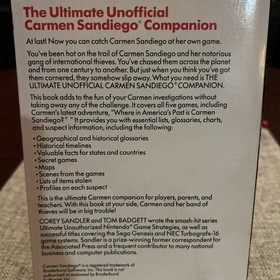 The Ultimate Unofficial
Carmen Sandiego® Companion
At last! Now you can catch Carmen Sandiego at her own game.
You've been hot on the trail of Carmen Sandiego and her notorious
gang of international thieves. You've chased them across the planet
and from one century to another. But just when you think you've got
them cornered, they somehow slip away. What you need is THE
ULTIMATE UNOFFICIAL CARMEN SANDIEGO® COMPANION.
This book adds to the fun of your Carmen investigations without
taking away any of the challenge. It covers all five games, including
Carmen's latest adventure, "Where in America's Past is Carmen
Sandiego?®" It provides you with essential lists, glossaries, charts,
and suspect information, including the following:
•Geographical and historical glossaries
•Historical timelines
•Valuable facts for states and countries
•Secret games
•Maps
•Scenes from the games
•Lists of items stolen
•Profiles on each suspect
This is the ultimate Carmen companion for players, parents, and
teachers. With this book at your side, Carmen and her band of
thieves will be in big trouble!
COREY SANDLER and TOM BADGETT wrote the smash-hit series
Ultimate Unauthorized Nintendo® Game Strategies, as well as
successful titles covering the Sega Genesis and NEC Turbografx-16
game systems. Sandler is a prize-winning former correspondent for
the Associated Press and a frequent contributor to many national
business and computer publications.
Carmen Sandiego® is a registered trademark of
Broderbund Software, Inc. This book is not
authorized or endorsed by Broderbund